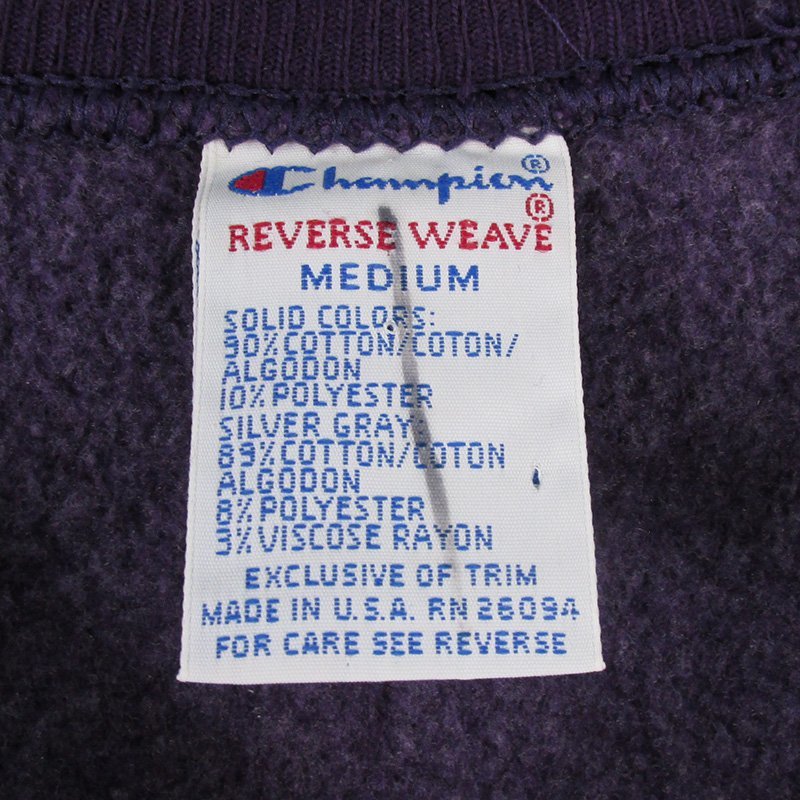 Champion®
REVERSE WEAVE®
MEDIUM
SOLID COLORS:
90% COTTON/COTON/
ALGODON
10% POLYESTER
SILVER GRAY:
89% COTTON/COTON
ALGODON
8% POLYESTER
3% VISCOSE RAYON
EXCLUSIVE OF TRIM
MADE IN U.S.A. RN 26094
FOR CARE SEE REVERSE